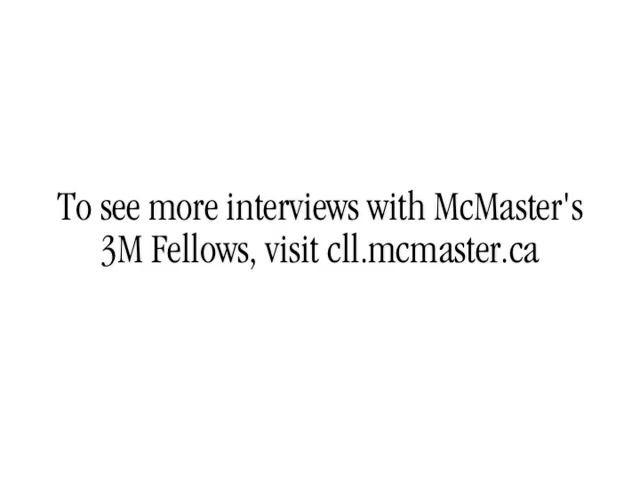 To see more interviews with McMaster's
3M Fellows, visit cll.mcmaster.ca